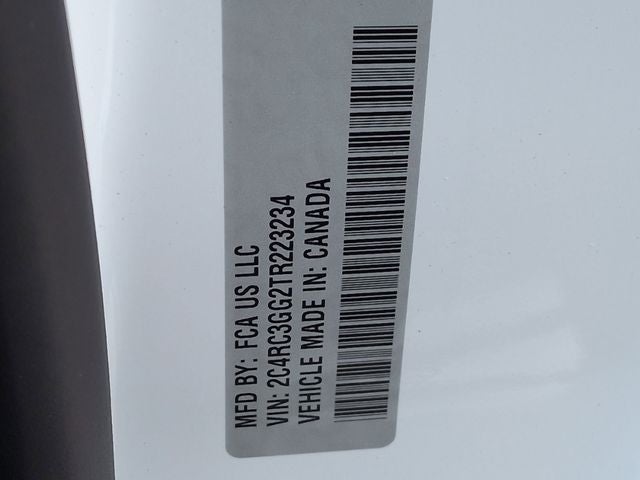 MFD BY: FCA US LLC
VIN: 2C4RC3GG2TR223234
VEHICLE MADE IN: CANADA